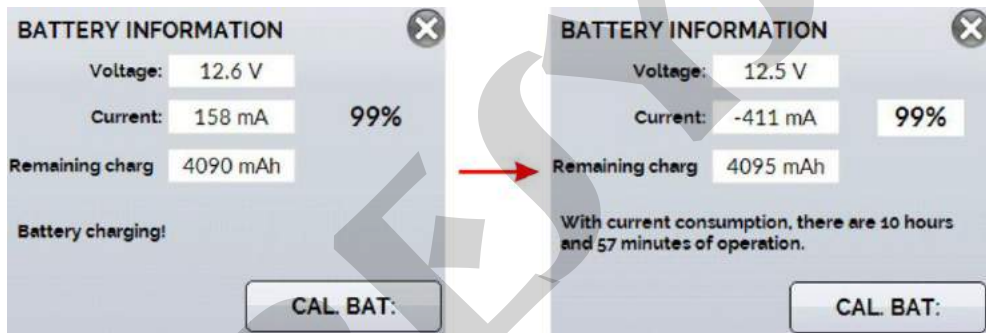 BATTERY INFORMATION
Voltage: 12.6 V
Current: 158 mA 99%
Remaining charg 4090 mAh
Battery charging!
CAL. BAT:
BATTERY INFORMATION
Voltage: 12.5 V
Current: -411 mA 99%
Remaining charg 4095 mAh
With current consumption, there are 10 hours
and 57 minutes of operation.
CAL. BAT: